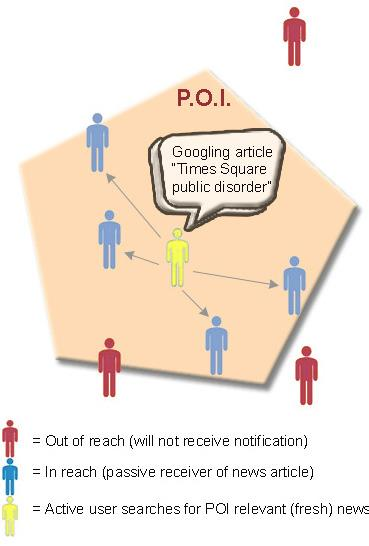 P.O.I.
Googling article
"Times Square
public disorder"
= Out of reach (will not receive notification)
= In reach (passive receiver of news article)
= Active user searches for POI relevant (fresh) news